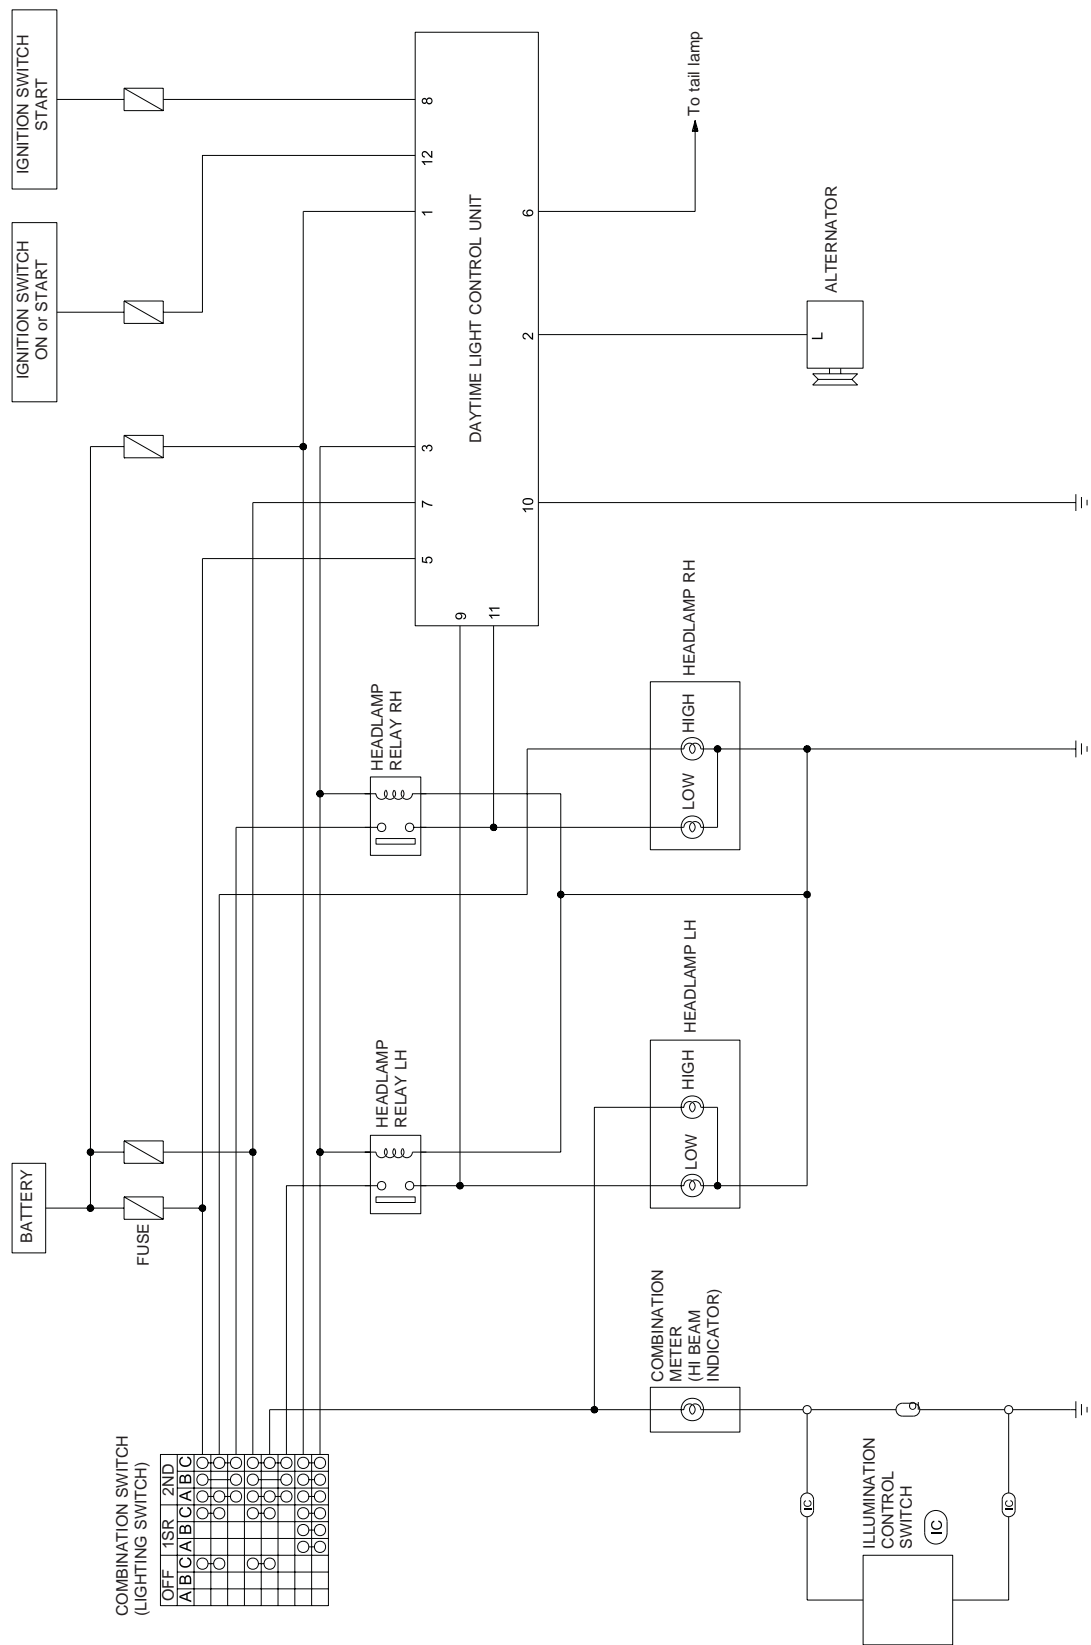 IGNITION SWITCH
START
IGNITION SWITCH
ON or START
BATTERY
FUSE
COMBINATION SWITCH
(LIGHTING SWITCH)
OFF 1SR 2ND
A B C A B C A B C
8
12
1
3
7
5
9
11
6
2
10
DAYTIME LIGHT CONTROL UNIT
To tail lamp
ALTERNATOR
L
HEADLAMP
RELAY RH
HEADLAMP
RELAY LH
HEADLAMP RH
LOW HIGH
HEADLAMP LH
LOW HIGH
COMBINATION
METER
(HI BEAM
INDICATOR)
IC
IC
ILLUMINATION
CONTROL
SWITCH
IC